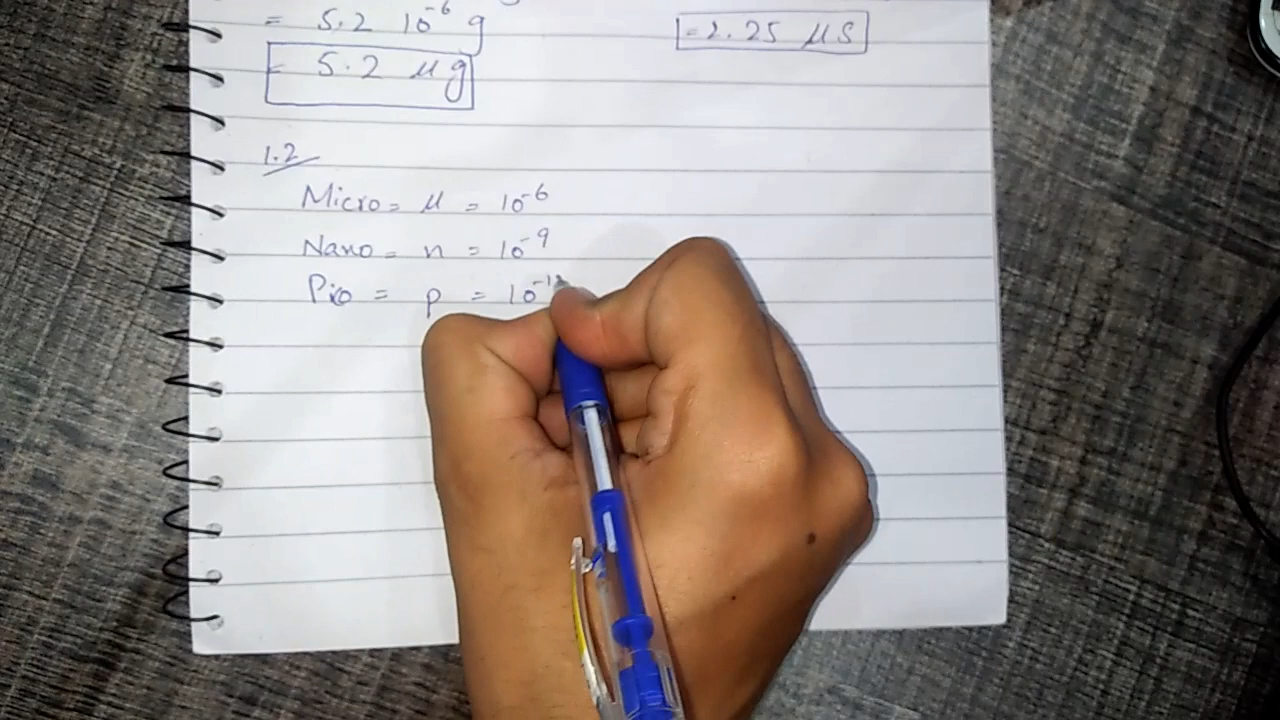 = 5.2 10⁻⁶ g
= 2.25 μs
= 5.2 μg
1.2
Micro = μ = 10⁻⁶
Nano = n = 10⁻⁹
Pico = p = 10⁻¹²